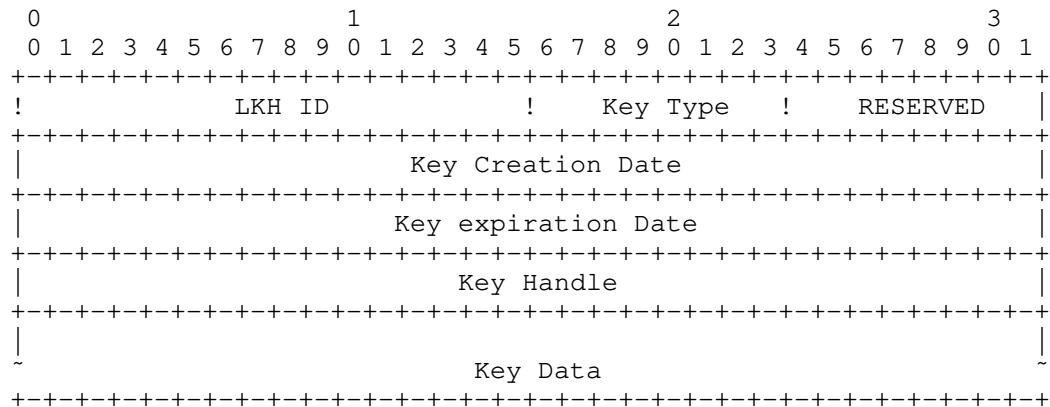 0                   1                   2                   3
 0 1 2 3 4 5 6 7 8 9 0 1 2 3 4 5 6 7 8 9 0 1 2 3 4 5 6 7 8 9 0 1
+-+-+-+-+-+-+-+-+-+-+-+-+-+-+-+-+-+-+-+-+-+-+-+-+-+-+-+-+-+-+-+-+
!             LKH ID            !    Key Type   !    RESERVED   |
+-+-+-+-+-+-+-+-+-+-+-+-+-+-+-+-+-+-+-+-+-+-+-+-+-+-+-+-+-+-+-+-+
|                        Key Creation Date                      |
+-+-+-+-+-+-+-+-+-+-+-+-+-+-+-+-+-+-+-+-+-+-+-+-+-+-+-+-+-+-+-+-+
|                       Key expiration Date                     |
+-+-+-+-+-+-+-+-+-+-+-+-+-+-+-+-+-+-+-+-+-+-+-+-+-+-+-+-+-+-+-+-+
|                           Key Handle                          |
+-+-+-+-+-+-+-+-+-+-+-+-+-+-+-+-+-+-+-+-+-+-+-+-+-+-+-+-+-+-+-+-+
|                                                               |
~                            Key Data                           ~
+-+-+-+-+-+-+-+-+-+-+-+-+-+-+-+-+-+-+-+-+-+-+-+-+-+-+-+-+-+-+-+-+